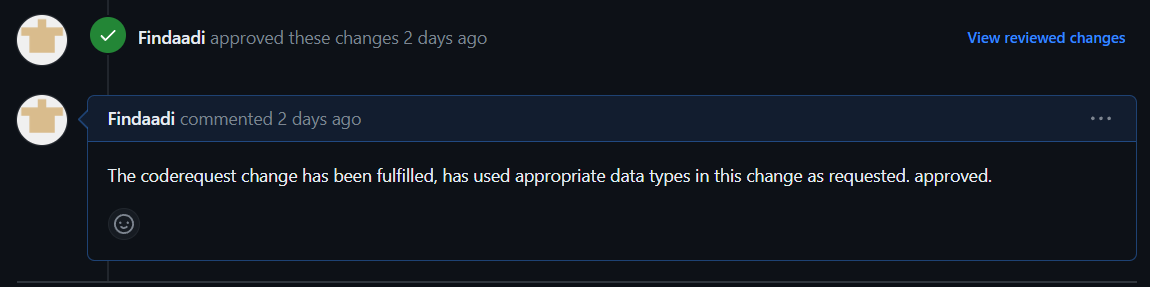 Findaadi approved these changes 2 days ago
View reviewed changes
Findaadi commented 2 days ago
The coderequest change has been fulfilled, has used appropriate data types in this change as requested. approved.